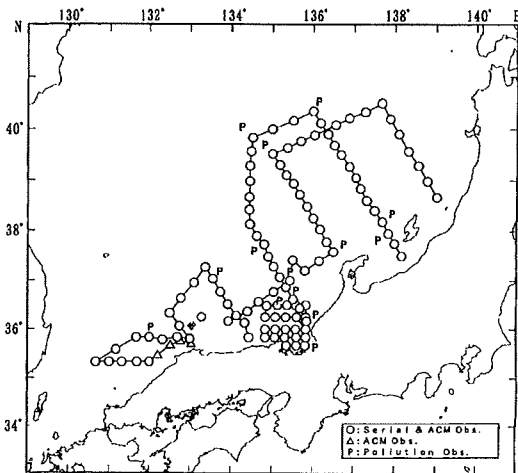 N 130° 132° 134° 136° 138° 140° E
40°
38°
36°
34°
P
P
P
P
P
P
P
P
P
P
P
P
P
O:Serial & ACM Obs.
△:ACM Obs.
P:Pollution Obs.